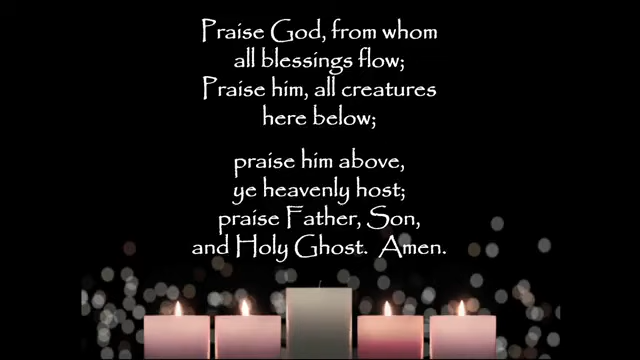 Praise God, from whom
all blessings flow;
Praise him, all creatures
here below;
praise him above,
ye heavenly host;
praise Father, Son,
and Holy Ghost.  Amen.